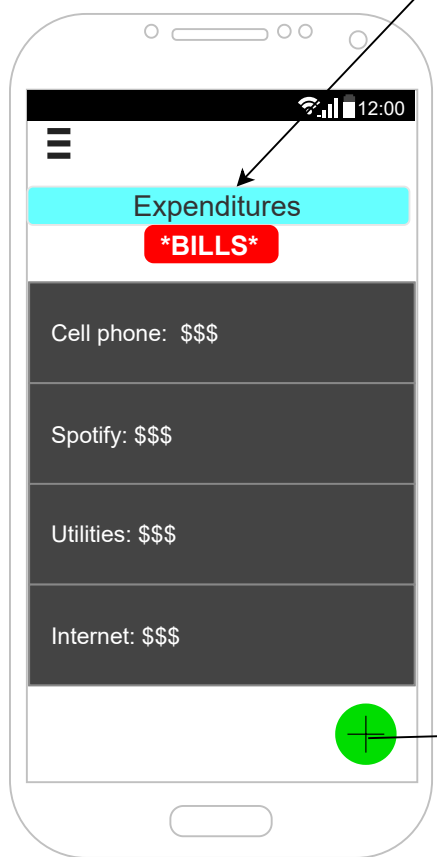 12:00
Expenditures
*BILLS*
Cell phone:  $$$
Spotify: $$$
Utilities: $$$
Internet: $$$